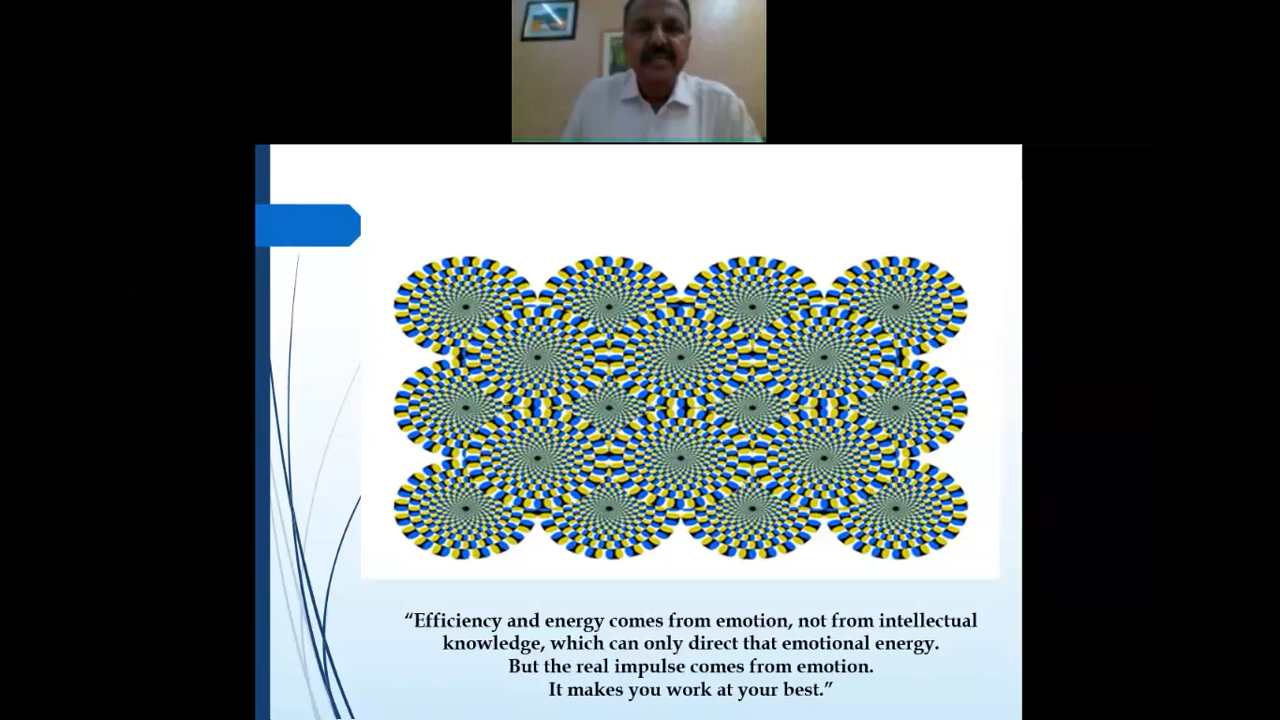 “Efficiency and energy comes from emotion, not from intellectual
knowledge, which can only direct that emotional energy.
But the real impulse comes from emotion.
It makes you work at your best.”